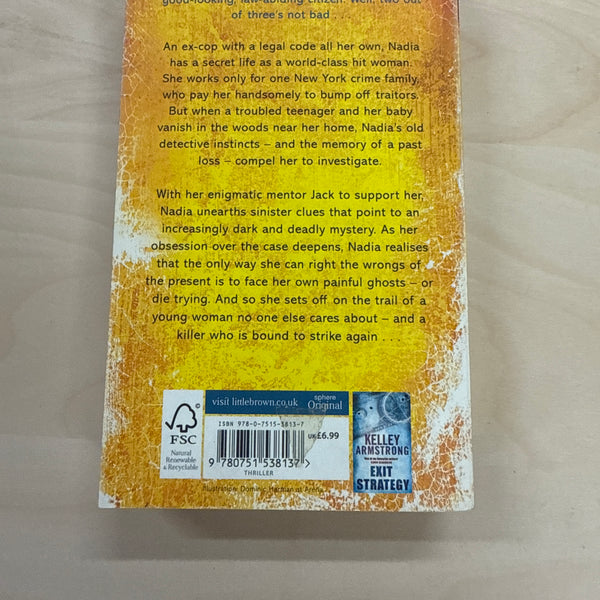 good-looking, law-abiding citizen. Well, two out
of three's not bad . . .
An ex-cop with a legal code all her own, Nadia
has a secret life as a world-class hit woman.
She works only for one New York crime family,
who pay her handsomely to bump off traitors.
But when a troubled teenager and her baby
vanish in the woods near her home, Nadia's old
detective instincts – and the memory of a past
loss – compel her to investigate.
With her enigmatic mentor Jack to support her,
Nadia unearths sinister clues that point to an
increasingly dark and deadly mystery. As her
obsession over the case deepens, Nadia realises
that the only way she can right the wrongs of
the present is to face her own painful ghosts – or
die trying. And so she sets off on the trail of a
young woman no one else cares about – and a
killer who is bound to strike again . . .
FSC
Natural
Renewable
& Recyclable
visit littlebrown.co.uk
sphere
Original
ISBN 978-0-7515-3813-7
UK£6.99
9 780751 538137 >
THRILLER
KELLEY
ARMSTRONG
EXIT
STRATEGY
Illustration: Dominic Harman at Arena